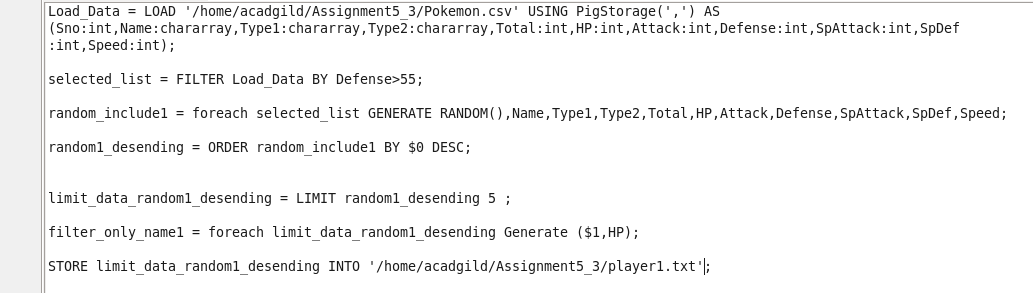 Load_Data = LOAD '/home/acadgild/Assignment5_3/Pokemon.csv' USING PigStorage(',') AS
(Sno:int,Name:chararray,Type1:chararray,Type2:chararray,Total:int,HP:int,Attack:int,Defense:int,SpAttack:int,SpDef
:int,Speed:int);
selected_list = FILTER Load_Data BY Defense>55;
random_include1 = foreach selected_list GENERATE RANDOM(),Name,Type1,Type2,Total,HP,Attack,Defense,SpAttack,SpDef,Speed;
random1_desending = ORDER random_include1 BY $0 DESC;
limit_data_random1_desending = LIMIT random1_desending 5 ;
filter_only_name1 = foreach limit_data_random1_desending Generate ($1,HP);
STORE limit_data_random1_desending INTO '/home/acadgild/Assignment5_3/player1.txt';